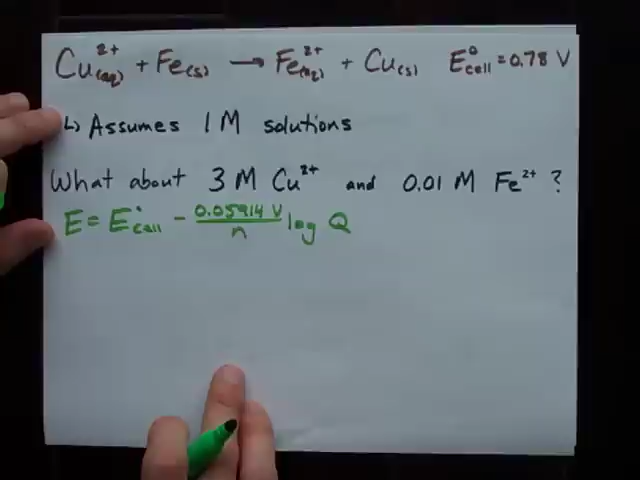 Cu²⁺(aq) + Fe(s) → Fe²⁺(aq) + Cu(s) E°cell = 0.78 V
↳ Assumes 1 M solutions
What about 3 M Cu²⁺ and 0.01 M Fe²⁺ ?
E = E°cell − 0.05914 V / n log Q